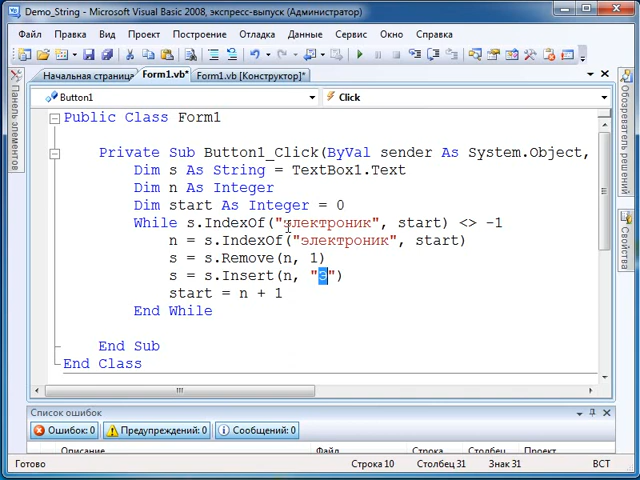 Demo_String - Microsoft Visual Basic 2008, экспресс-выпуск (Администратор)
Файл Правка Вид Проект Построение Отладка Данные Сервис Окно Справка
Начальная страница Form1.vb* Form1.vb [Конструктор]*
Button1 Click
Public Class Form1
Private Sub Button1_Click(ByVal sender As System.Object,
Dim s As String = TextBox1.Text
Dim n As Integer
Dim start As Integer = 0
While s.IndexOf("электроник", start) <> -1
n = s.IndexOf("электроник", start)
s = s.Remove(n, 1)
s = s.Insert(n, "Э")
start = n + 1
End While
End Sub
End Class
Панель элементов
Обозреватель решений
Список ошибок
Ошибок: 0 Предупреждений: 0 Сообщений: 0
Описание Файл Строка Столбец Проект
Готово Строка 10 Столбец 31 Знак 31 ВСТ